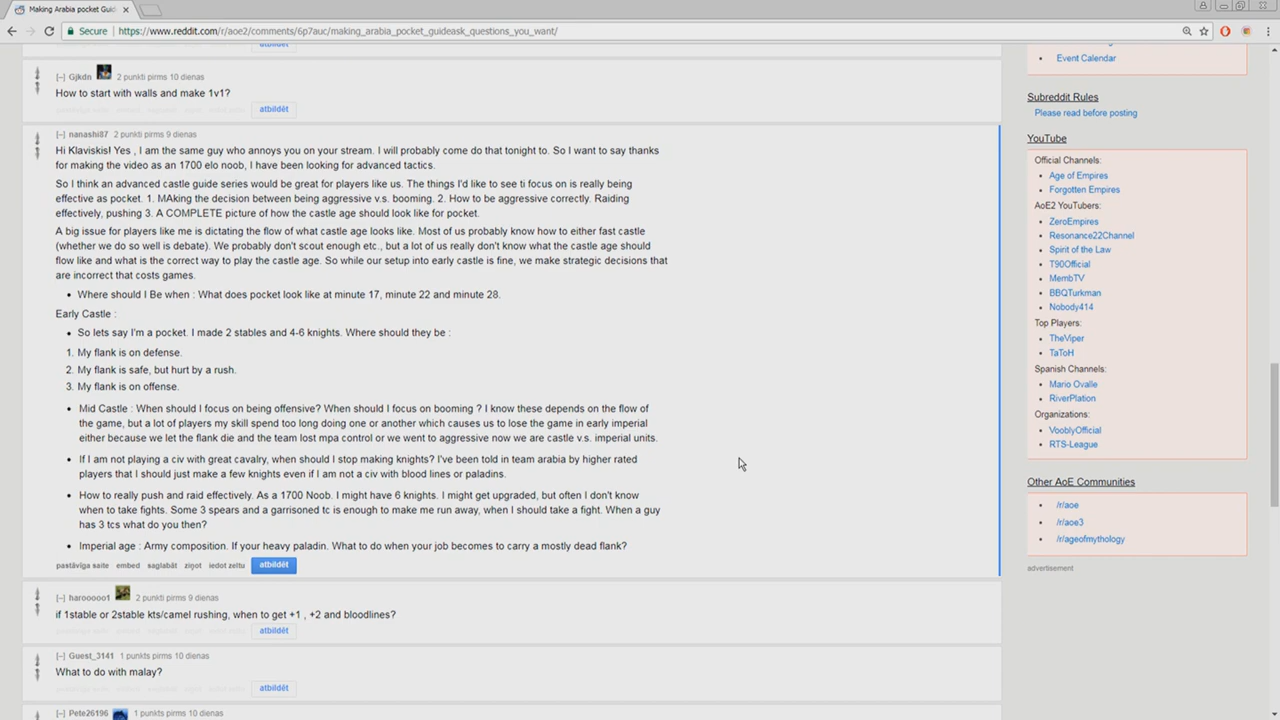 Making Arabia pocket Guid
Secure
https://www.reddit.com/r/aoe2/comments/6p7auc/making_arabia_pocket_guideask_questions_you_want/
atbildēt
[–] Gjkdn 2 punkti pirms 10 dienas
How to start with walls and make 1v1?
atbildēt
[–] nanashi87 2 punkti pirms 9 dienas
Hi Klaviskis! Yes , I am the same guy who annoys you on your stream. I will probably come do that tonight to. So I want to say thanks
for making the video as an 1700 elo noob, I have been looking for advanced tactics.
So I think an advanced castle guide series would be great for players like us. The things I'd like to see ti focus on is really being
effective as pocket. 1. MAking the decision between being aggressive v.s. booming. 2. How to be aggressive correctly. Raiding
effectively, pushing 3. A COMPLETE picture of how the castle age should look like for pocket.
A big issue for players like me is dictating the flow of what castle age looks like. Most of us probably know how to either fast castle
(whether we do so well is debate). We probably don't scout enough etc., but a lot of us really don't know what the castle age should
flow like and what is the correct way to play the castle age. So while our setup into early castle is fine, we make strategic decisions that
are incorrect that costs games.
• Where should I Be when : What does pocket look like at minute 17, minute 22 and minute 28.
Early Castle :
• So lets say I'm a pocket. I made 2 stables and 4-6 knights. Where should they be :
1. My flank is on defense.
2. My flank is safe, but hurt by a rush.
3. My flank is on offense.
• Mid Castle : When should I focus on being offensive? When should I focus on booming ? I know these depends on the flow of
the game, but a lot of players my skill spend too long doing one or another which causes us to lose the game in early imperial
either because we let the flank die and the team lost mpa control or we went to aggressive now we are castle v.s. imperial units.
• If I am not playing a civ with great cavalry, when should I stop making knights? I've been told in team arabia by higher rated
players that I should just make a few knights even if I am not a civ with blood lines or paladins.
• How to really push and raid effectively. As a 1700 Noob. I might have 6 knights. I might get upgraded, but often I don't know
when to take fights. Some 3 spears and a garrisoned tc is enough to make me run away, when I should take a fight. When a guy
has 3 tcs what do you then?
• Imperial age : Army composition. If your heavy paladin. What to do when your job becomes to carry a mostly dead flank?
pastāvīga saite embed saglabāt ziņot iedot zeltu atbildēt
[–] harooooo1 2 punkti pirms 9 dienas
if 1stable or 2stable kts/camel rushing, when to get +1 , +2 and bloodlines?
atbildēt
[–] Guest_3141 1 punkts pirms 10 dienas
What to do with malay?
atbildēt
[–] Pete26196 1 punkts pirms 10 dienas
• Event Calendar
Subreddit Rules
Please read before posting
YouTube
Official Channels:
• Age of Empires
• Forgotten Empires
AoE2 YouTubers:
• ZeroEmpires
• Resonance22Channel
• Spirit of the Law
• T90Official
• MembTV
• BBQTurkman
• Nobody414
Top Players:
• TheViper
• TaToH
Spanish Channels:
• Mario Ovalle
• RiverPlation
Organizations:
• VooblyOfficial
• RTS-League
Other AoE Communities
• /r/aoe
• /r/aoe3
• /r/ageofmythology
advertisement